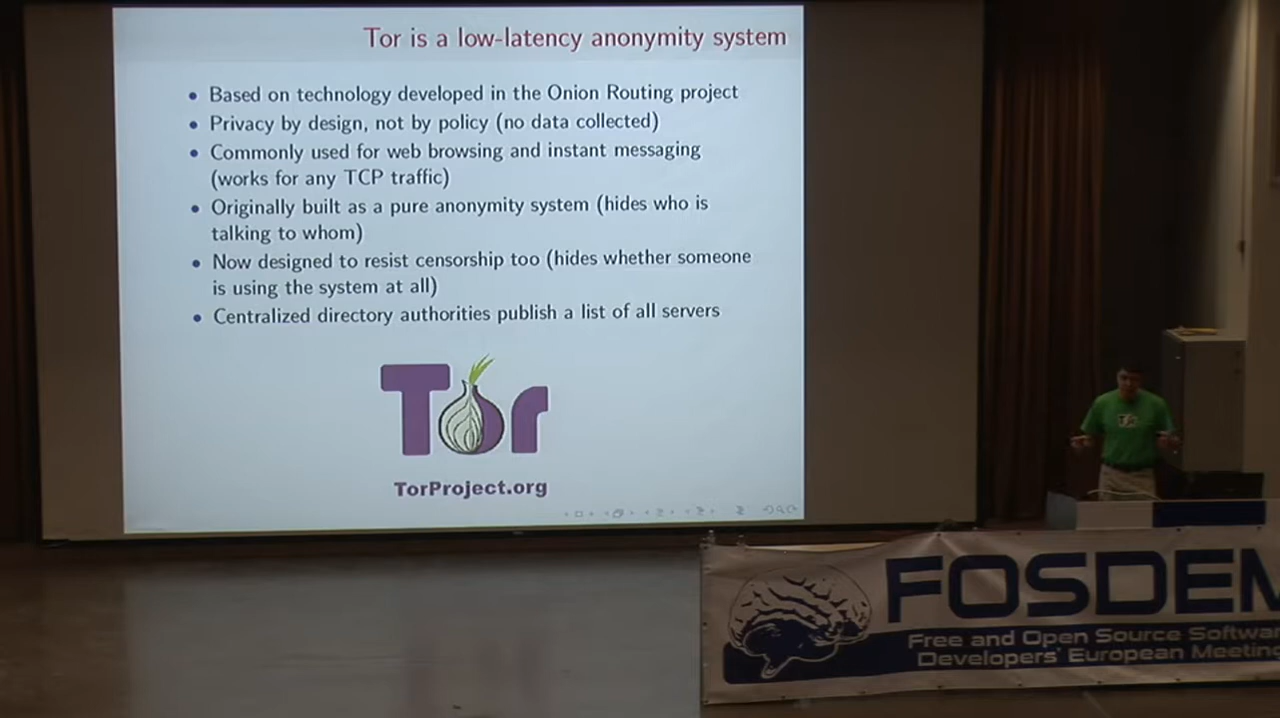 Tor is a low-latency anonymity system
• Based on technology developed in the Onion Routing project
• Privacy by design, not by policy (no data collected)
• Commonly used for web browsing and instant messaging
(works for any TCP traffic)
• Originally built as a pure anonymity system (hides who is
talking to whom)
• Now designed to resist censorship too (hides whether someone
is using the system at all)
• Centralized directory authorities publish a list of all servers
Tor
TorProject.org
FOSDEM
Free and Open Source Softwa
Developers' European Meeting